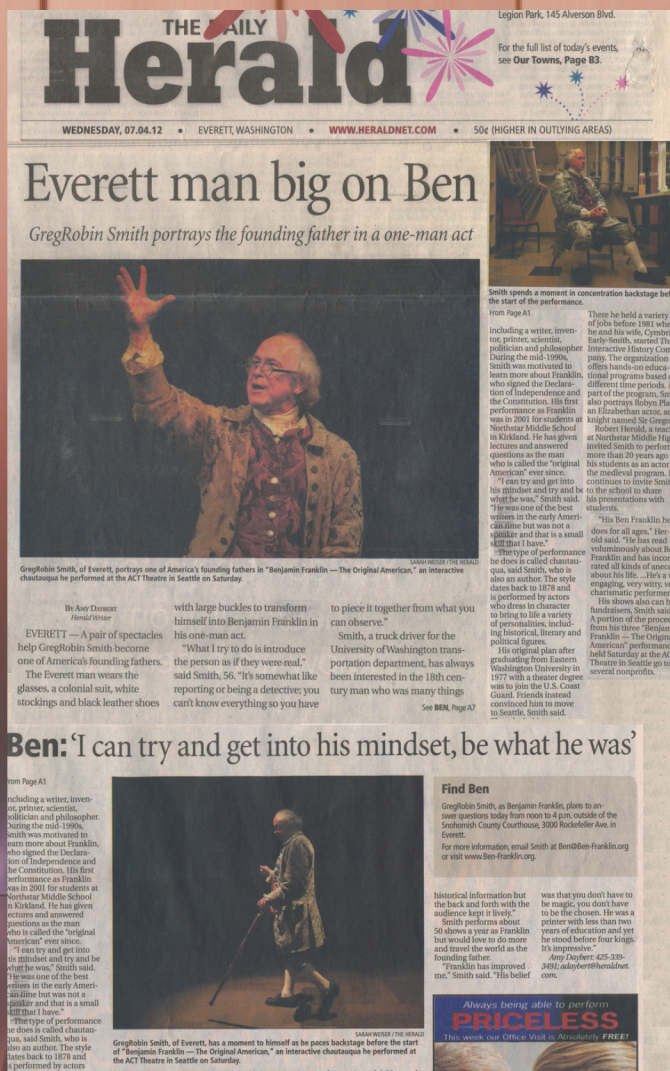 THE DAILY
Herald
Legion Park, 145 Alverson Blvd.
For the full list of today's events,
see Our Towns, Page B3.
WEDNESDAY, 07.04.12 • EVERETT, WASHINGTON • WWW.HERALDNET.COM • 50¢ (HIGHER IN OUTLYING AREAS)
Everett man big on Ben
GregRobin Smith portrays the founding father in a one-man act
SARAH WEISER / THE HERALD
GregRobin Smith, of Everett, portrays one of America's founding fathers in "Benjamin Franklin — The Original American," an interactive
chautauqua he performed at the ACT Theatre in Seattle on Saturday.
BY AMY DAYBERT
Herald Writer
EVERETT — A pair of spectacles
help GregRobin Smith become
one of America's founding fathers.
The Everett man wears the
glasses, a colonial suit, white
stockings and black leather shoes
with large buckles to transform
himself into Benjamin Franklin in
his one-man act.
"What I try to do is introduce
the person as if they were real,"
said Smith, 56. "It's somewhat like
reporting or being a detective; you
can't know everything so you have
to piece it together from what you
can observe."
Smith, a truck driver for the
University of Washington trans-
portation department, has always
been interested in the 18th cen-
tury man who was many things
See BEN, Page A7
Smith spends a moment in concentration backstage bef
the start of the performance.
From Page A1
including a writer, inven-
tor, printer, scientist,
politician and philosopher.
During the mid-1990s,
Smith was motivated to
learn more about Franklin,
who signed the Declara-
tion of Independence and
the Constitution. His first
performance as Franklin
was in 2001 for students at
Northstar Middle School
in Kirkland. He has given
lectures and answered
questions as the man
who is called the "original
American" ever since.
"I can try and get into
his mindset and try and be
what he was," Smith said.
"He was one of the best
writers in the early Ameri-
can time but was not a
speaker and that is a small
skill that I have."
The type of performance
he does is called chautau-
qua, said Smith, who is
also an author. The style
dates back to 1878 and
is performed by actors
who dress in character
to bring to life a variety
of personalities, includ-
ing historical, literary and
political figures.
His original plan after
graduating from Eastern
Washington University in
1977 with a theater degree
was to join the U.S. Coast
Guard. Friends instead
convinced him to move
to Seattle, Smith said.
There he held a variety
of jobs before 1981 whe
he and his wife, Cymbri
Early-Smith, started Th
Interactive History Com
pany. The organization
offers hands-on educa-
tional programs based o
different time periods.
part of the program, Sm
also portrays Robyn Pla
an Elizabethan actor, a
knight named Sir Grego
Robert Herold, a teac
at Northstar Middle Hig
invited Smith to perform
more than 20 years ago
his students as an actor
the medieval program. H
continues to invite Smit
to the school to share
his presentations with
students.
"His Ben Franklin he
does for all ages," Her-
old said. "He has read
voluminously about B
Franklin and has incor
rated all kinds of anec
about his life. ...He's a v
engaging, very witty, v
charismatic performer
His shows also can b
fundraisers, Smith said
A portion of the procee
from his three "Benjam
Franklin — The Origina
American" performanc
held Saturday at the AC
Theatre in Seattle go t
several nonprofits.
Ben: 'I can try and get into his mindset, be what he was'
From Page A1
including a writer, inven-
tor, printer, scientist,
politician and philosopher.
During the mid-1990s,
Smith was motivated to
learn more about Franklin,
who signed the Declara-
tion of Independence and
the Constitution. His first
performance as Franklin
was in 2001 for students at
Northstar Middle School
in Kirkland. He has given
lectures and answered
questions as the man
who is called the "original
American" ever since.
"I can try and get into
his mindset and try and be
what he was," Smith said.
"He was one of the best
writers in the early Ameri-
can time but was not a
speaker and that is a small
skill that I have."
The type of performance
he does is called chautau-
qua, said Smith, who is
also an author. The style
dates back to 1878 and
is performed by actors
SARAH WEISER / THE HERALD
GregRobin Smith, of Everett, has a moment to himself as he paces backstage before the start
of "Benjamin Franklin — The Original American," an interactive chautauqua he performed at
the ACT Theatre in Seattle on Saturday.
Find Ben
GregRobin Smith, as Benjamin Franklin, plans to an-
swer questions today from noon to 4 p.m. outside of the
Snohomish County Courthouse, 3000 Rockefeller Ave. in
Everett.
For more information, email Smith at Ben@Ben-Franklin.org
or visit www.Ben-Franklin.org.
historical information but
the back and forth with the
audience kept it lively."
Smith performs about
50 shows a year as Franklin
but would love to do more
and travel the world as the
founding father.
"Franklin has improved
me," Smith said. "His belief
was that you don't have to
be magic, you don't have
to be the chosen. He was a
printer with less than two
years of education and yet
he stood before four kings.
It's impressive."
Amy Daybert: 425-339-
3491; adaybert@heraldnet.
com.
Always being able to perform
PRICELESS
This week our Office Visit is Absolutely FREE!